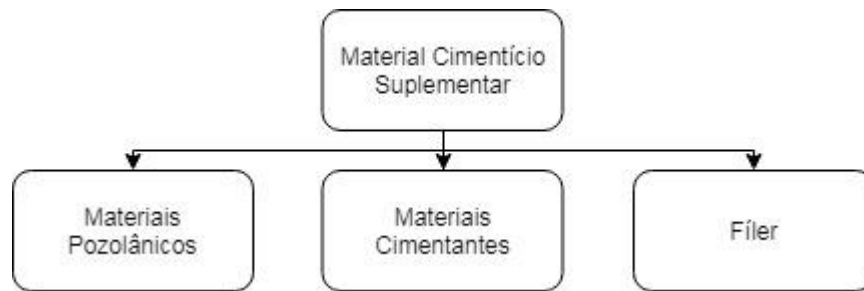 Material Cimentício
Suplementar
Materiais
Pozolânicos
Materiais
Cimentantes
Fíler